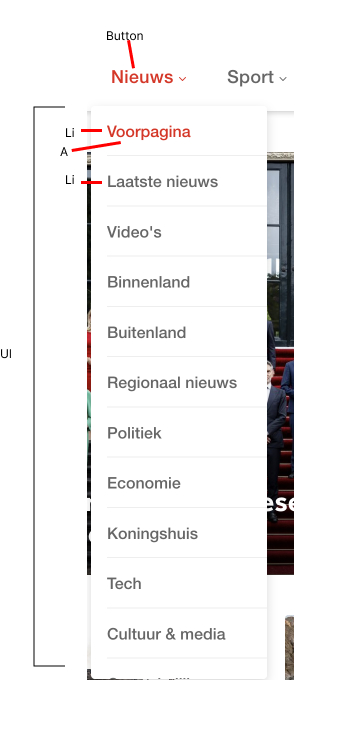 Button
Nieuws Sport
Li Voorpagina
A
Li Laatste nieuws
Video's
Binnenland
Buitenland
Ul
Regionaal nieuws
Politiek
Economie
Koningshuis
Tech
Cultuur & media